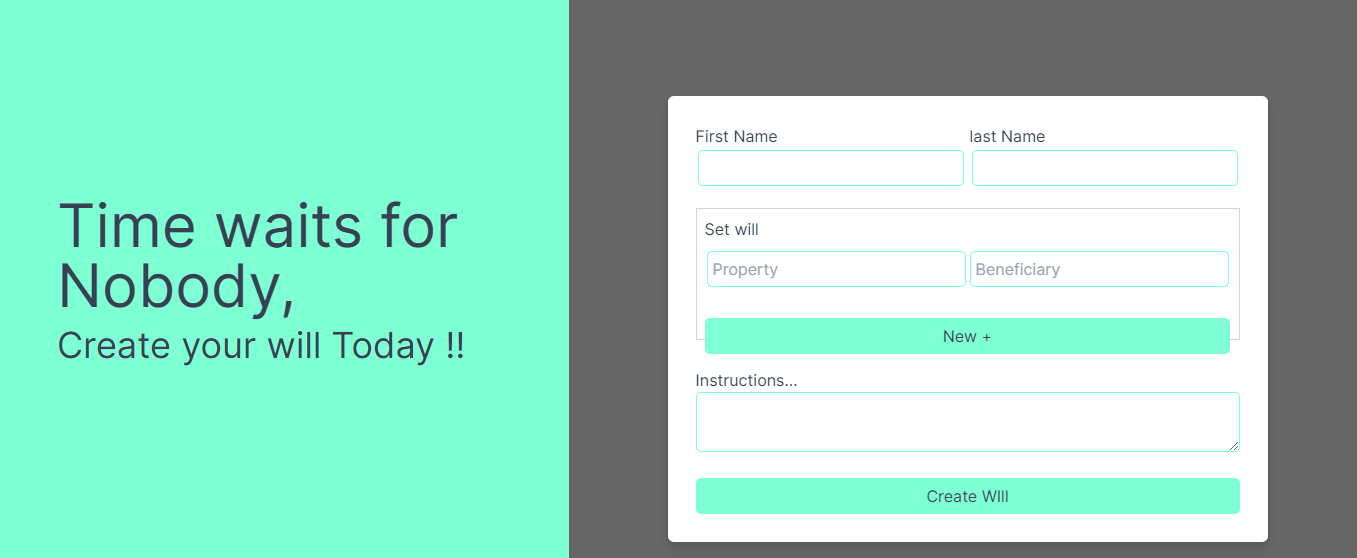 Time waits for
Nobody,
Create your will Today !!
First Name
last Name
Set will
Property
Beneficiary
New +
Instructions...
Create WIll